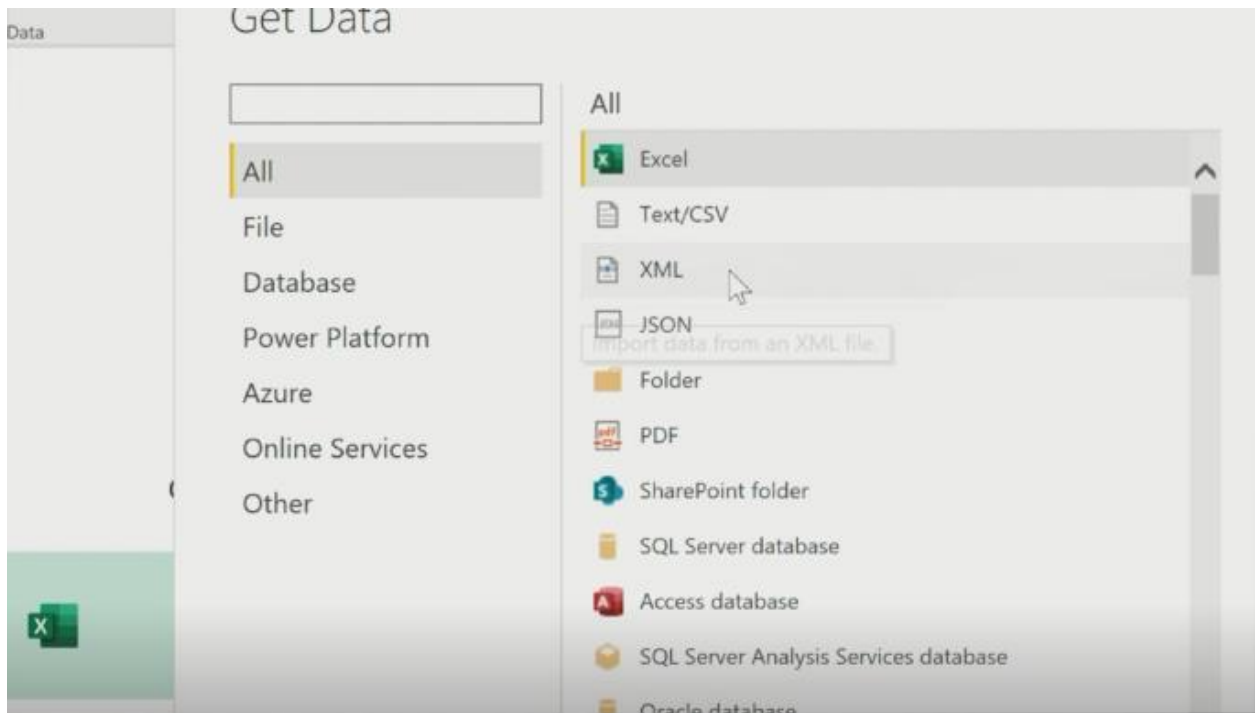 Data
Get Data
All
File
Database
Power Platform
Azure
Online Services
Other
All
Excel
Text/CSV
XML
JSON
Import data from an XML file.
Folder
PDF
SharePoint folder
SQL Server database
Access database
SQL Server Analysis Services database
Oracle database